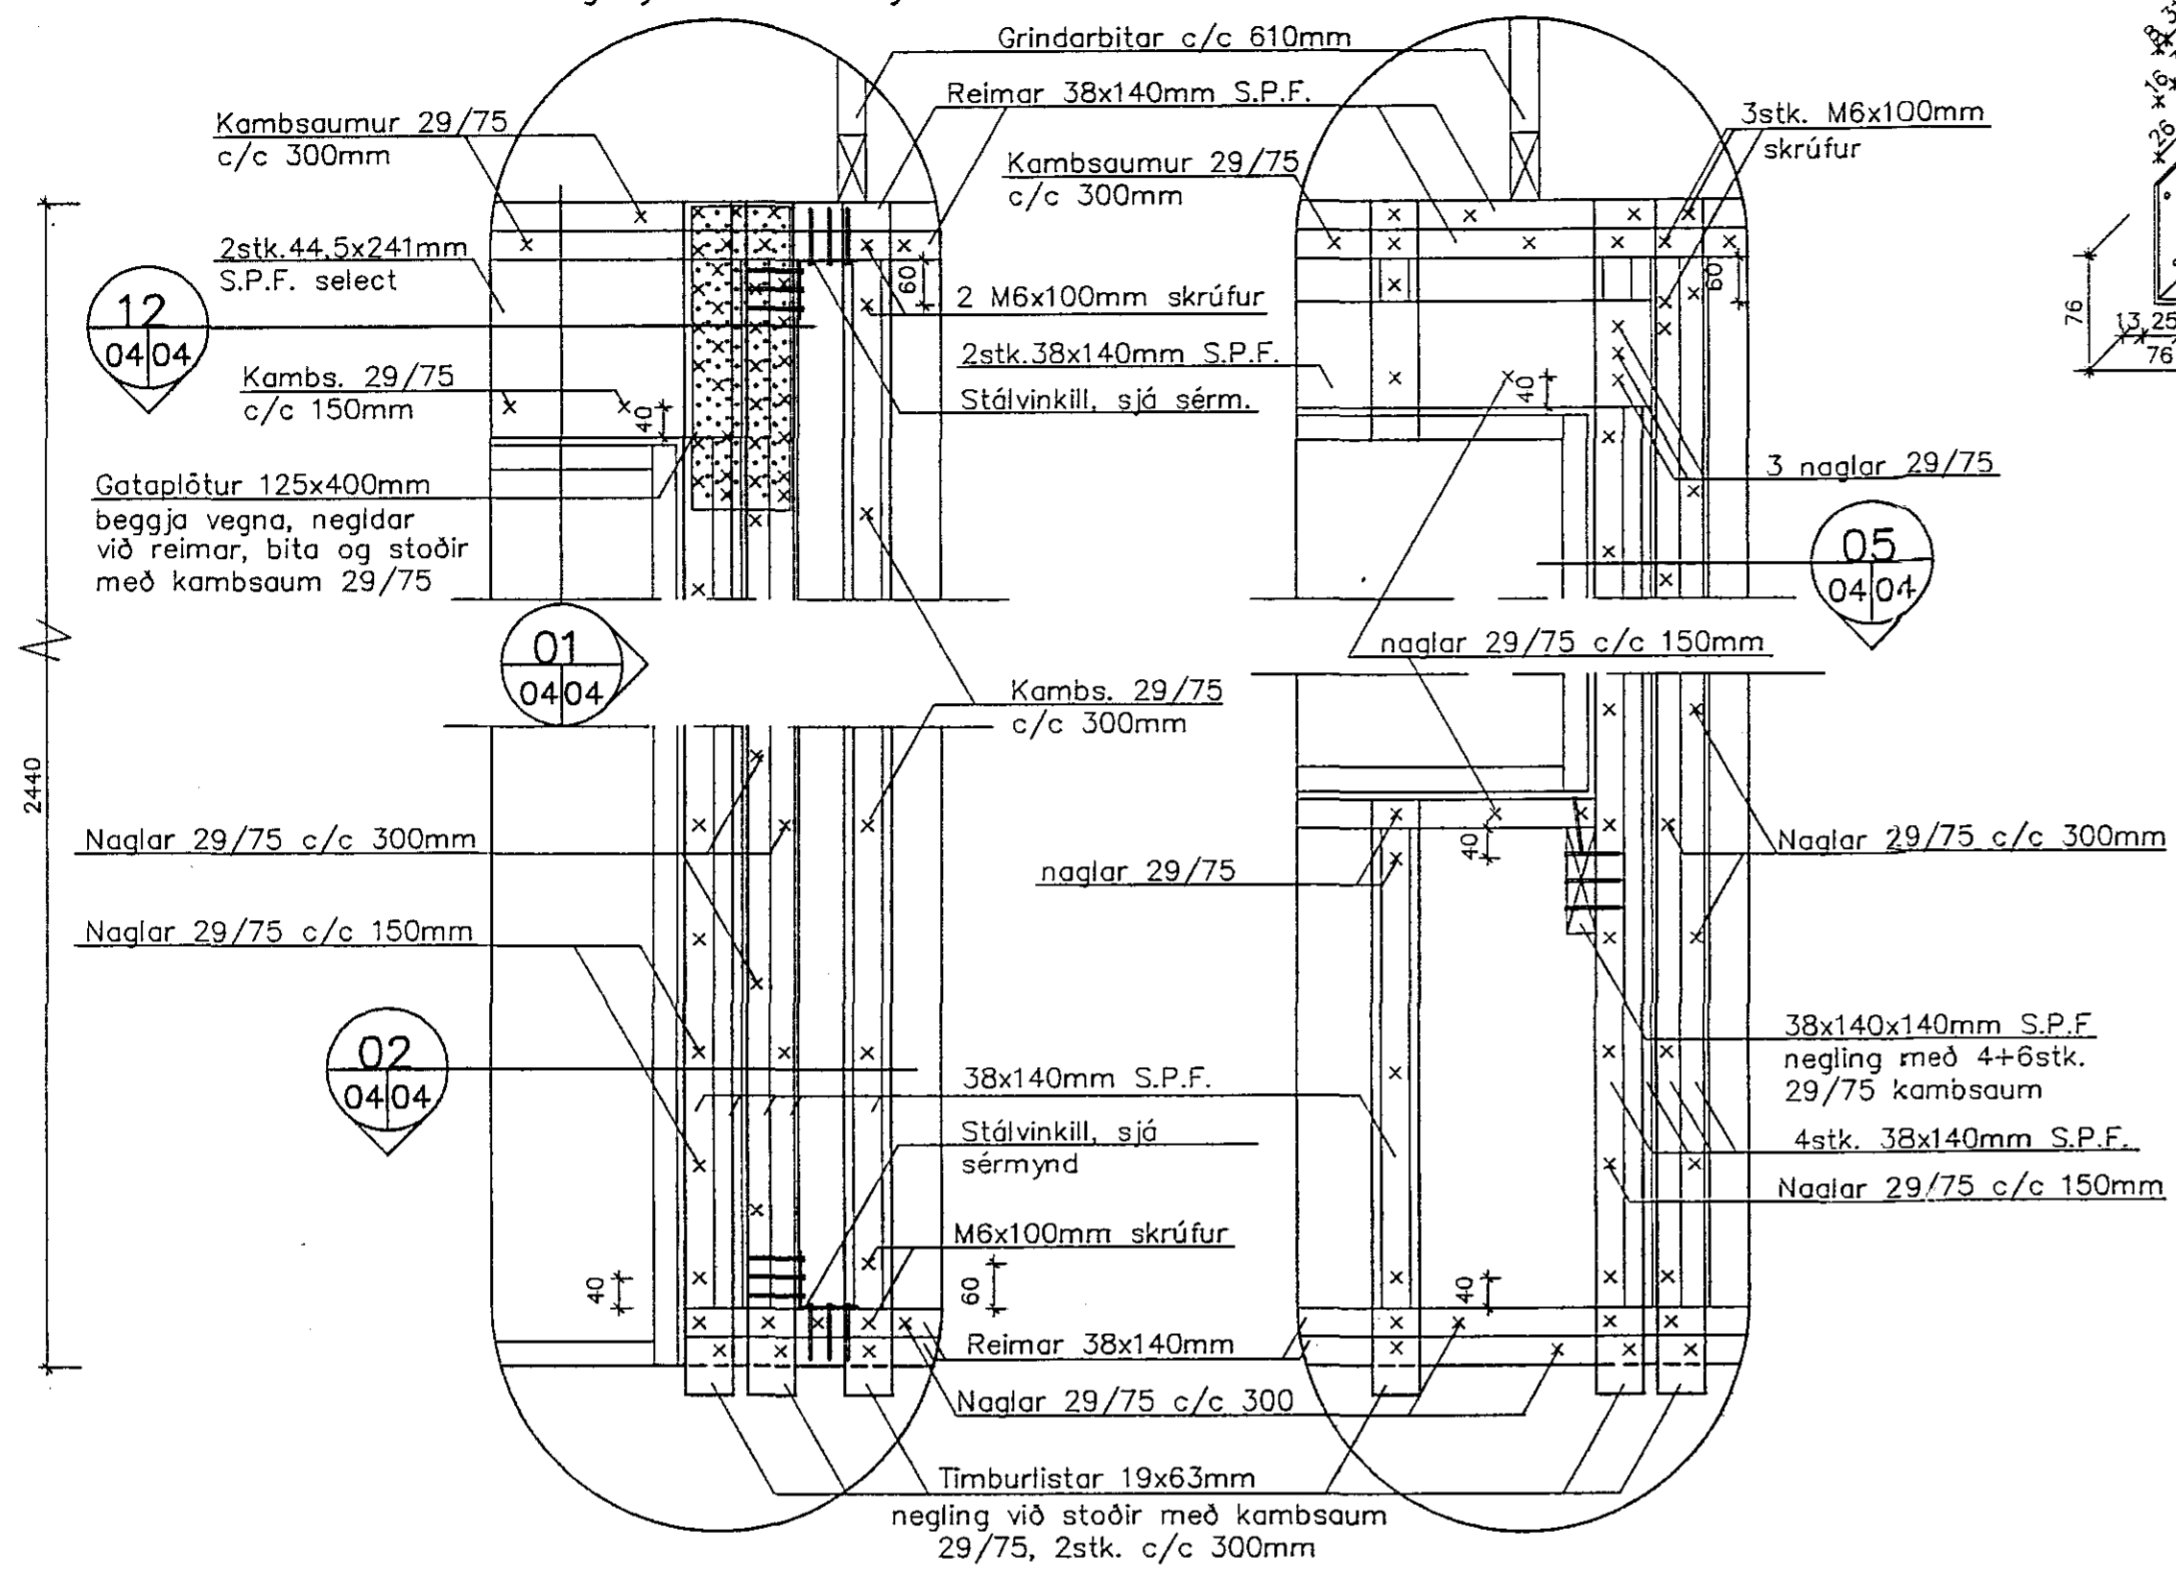 Grindarbitar c/c 610mm
Reimar 38x140mm S.P.F.
Kambsaumur 29/75
c/c 300mm
Kambsaumur 29/75
c/c 300mm
3stk. M6x100mm
skrúfur
2stk.44,5x241mm
S.P.F. select
12
04 04
60
60
2 M6x100mm skrúfur
2stk.38x140mm S.P.F.
Kambs. 29/75
c/c 150mm
40
40
Stálvinkill, sjá sérm.
76
13 25
76
16
26
3 naglar 29/75
Gataplötur 125x400mm
beggja vegna, negldar
við reimar, bita og stoðir
með kambsaum 29/75
05
04 04
01
04 04
naglar 29/75 c/c 150mm
Kambs. 29/75
c/c 300mm
2440
Naglar 29/75 c/c 300mm
40
naglar 29/75
Naglar 29/75 c/c 300mm
Naglar 29/75 c/c 150mm
02
04 04
38x140x140mm S.P.F
negling með 4+6stk.
29/75 kambsaum
38x140mm S.P.F.
Stálvinkill, sjá
sérmynd
4stk. 38x140mm S.P.F.
Naglar 29/75 c/c 150mm
M6x100mm skrúfur
40
60
40
Reimar 38x140mm
Naglar 29/75 c/c 300
Timburlistar 19x63mm
negling við stoðir með kambsaum
29/75, 2stk. c/c 300mm